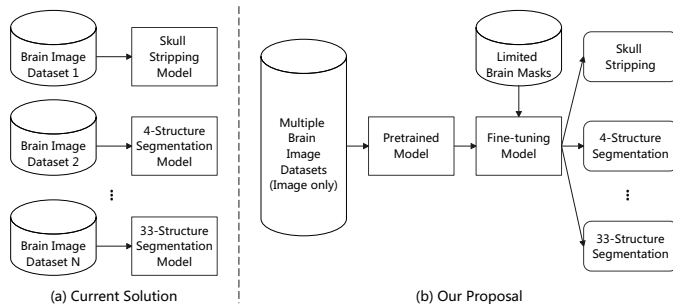 Brain Image
Dataset 1
Skull
Stripping
Model
Brain Image
Dataset 2
4-Structure
Segmentation
Model
...
Brain Image
Dataset N
33-Structure
Segmentation
Model
(a) Current Solution
Multiple
Brain
Image
Datasets
(Image only)
Pretrained
Model
Limited
Brain Masks
Fine-tuning
Model
Skull
Stripping
4-Structure
Segmentation
...
33-Structure
Segmentation
(b) Our Proposal